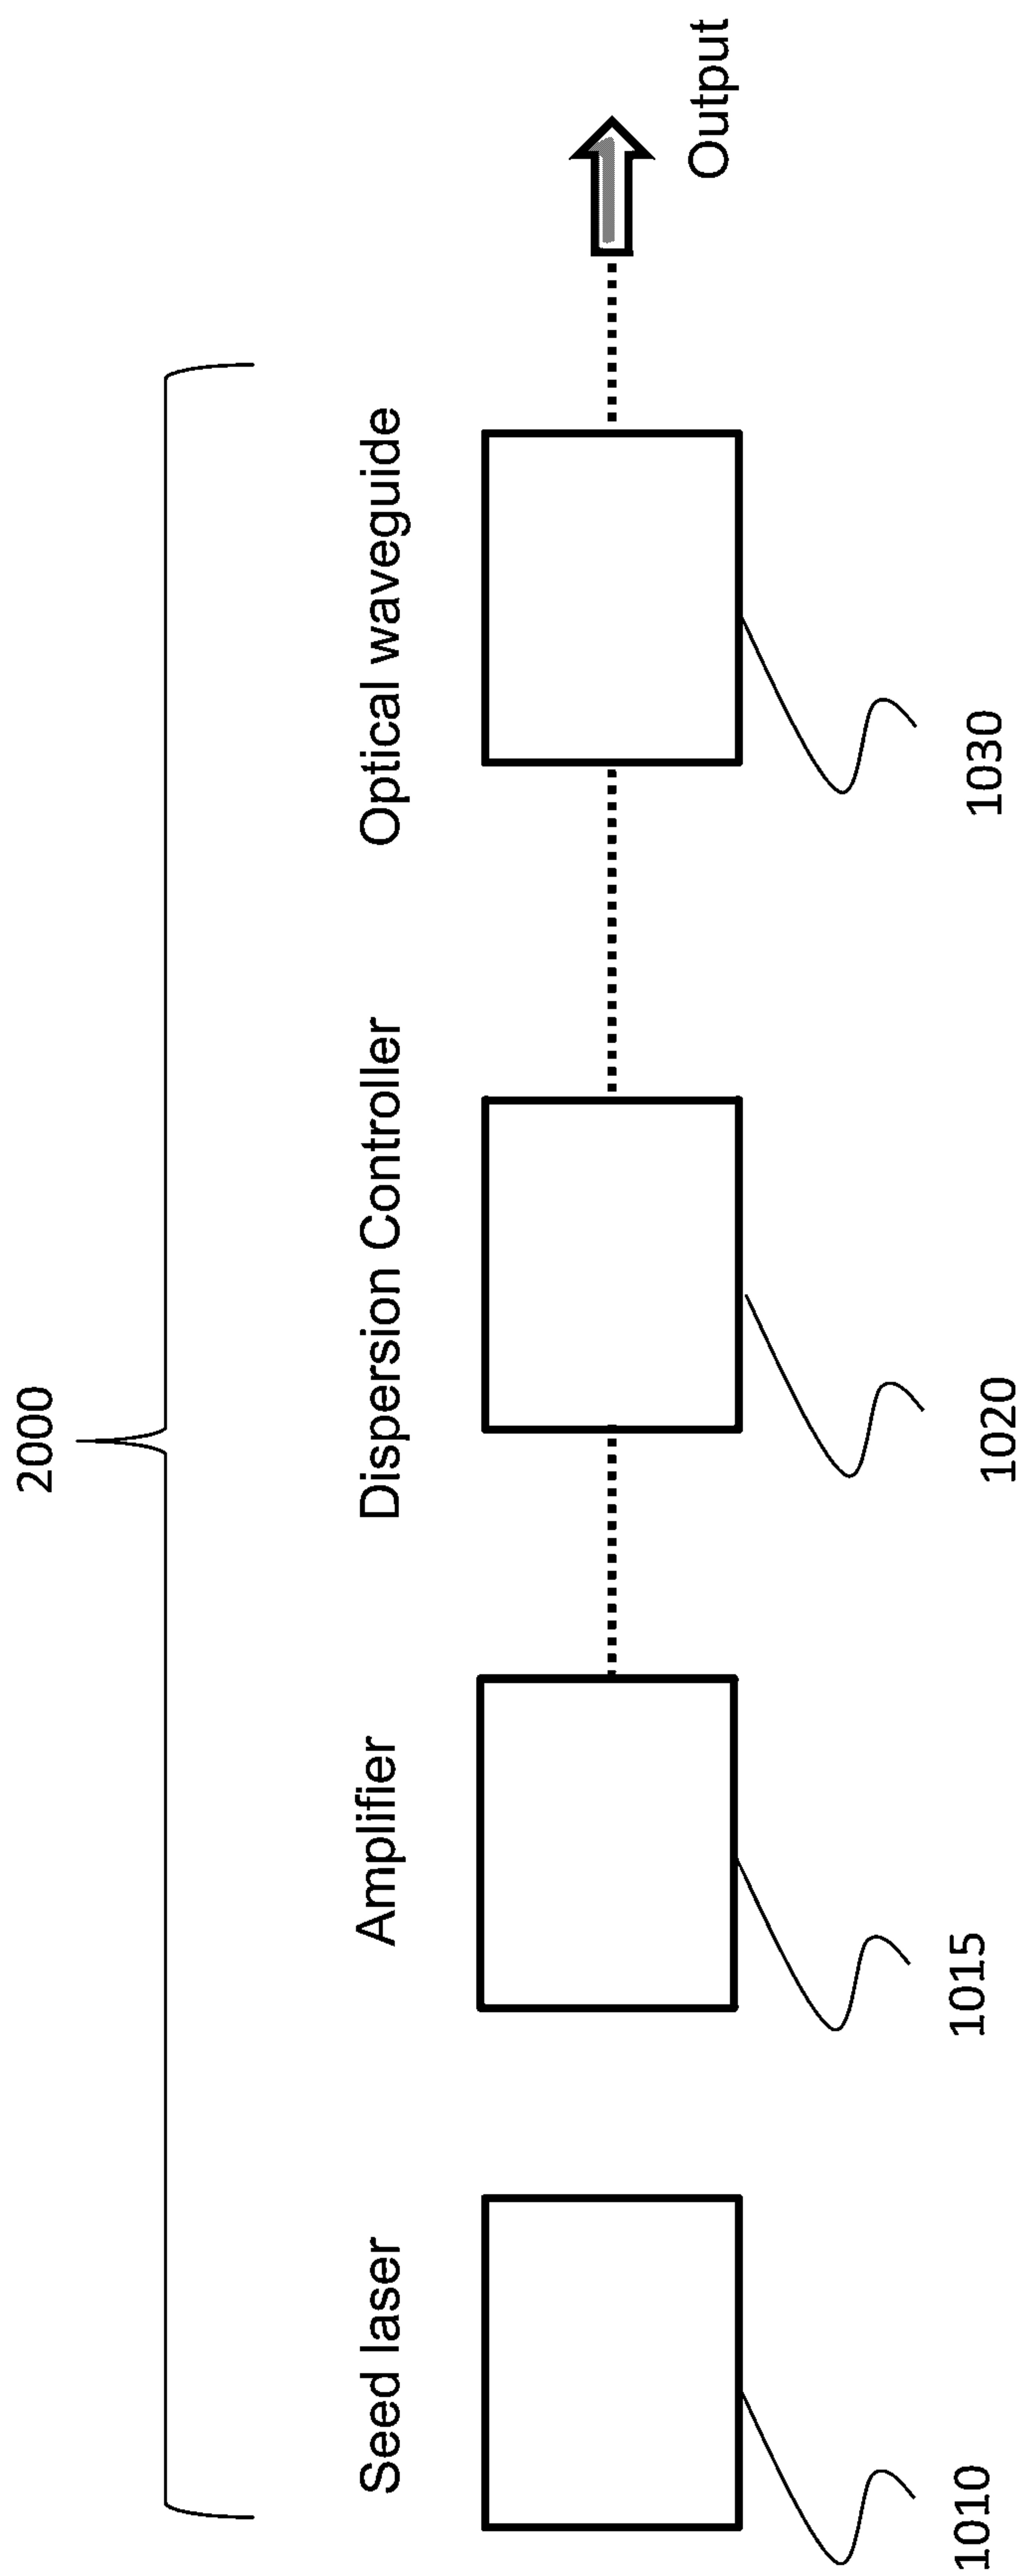 2000
Seed laser
Amplifier
Dispersion Controller
Optical waveguide
Output
1010
1015
1020
1030